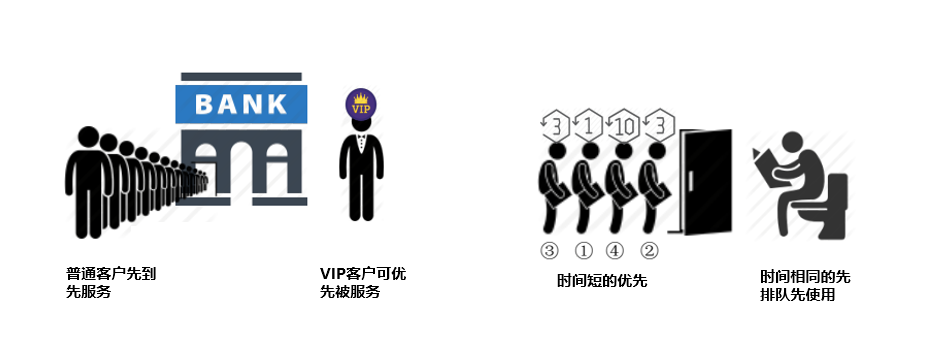 BANK
VIP
普通客户先到
先服务
VIP客户可优
先被服务
3 1 10 3
③ ① ④ ②
时间短的优先
时间相同的先
排队先使用